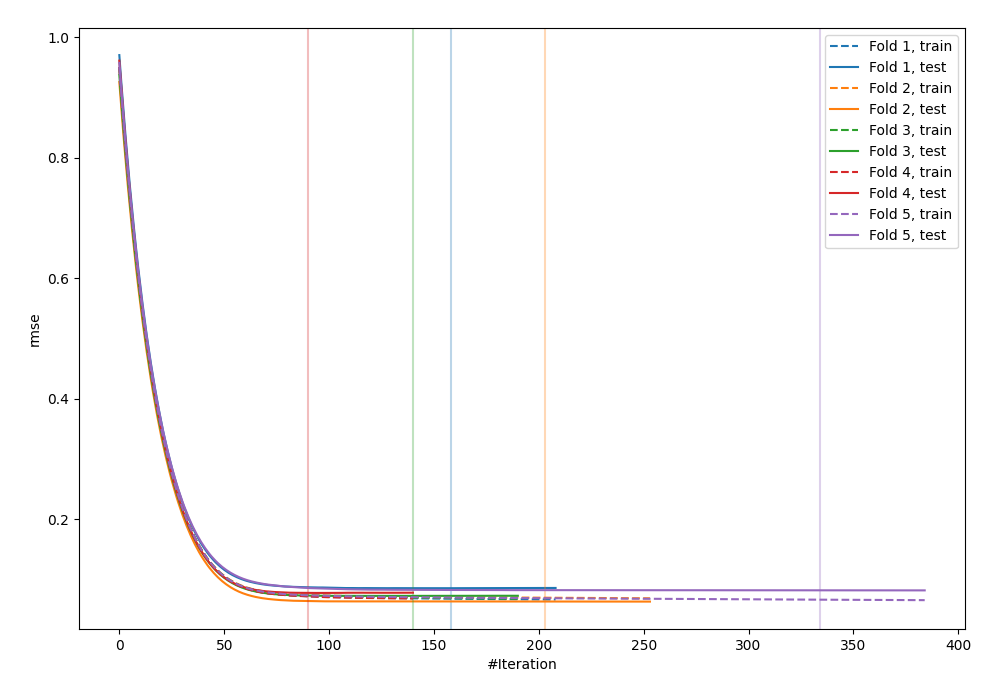 1.0
0.8
0.6
0.4
0.2
rmse
0
50
100
150
200
250
300
350
400
#Iteration
Fold 1, train
Fold 1, test
Fold 2, train
Fold 2, test
Fold 3, train
Fold 3, test
Fold 4, train
Fold 4, test
Fold 5, train
Fold 5, test